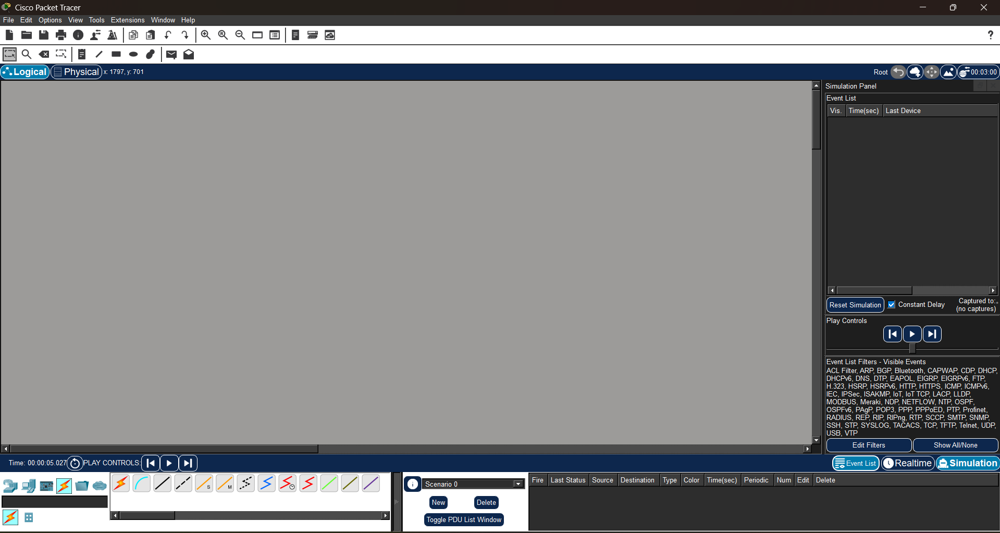 Cisco Packet Tracer
File Edit Options View Tools Extensions Window Help
?
Logical Physical x: 1797, y: 701 Root 00:03:00
Simulation Panel
Event List
Vis. Time(sec) Last Device
Reset Simulation Constant Delay Captured to:
(no captures)
Play Controls
Event List Filters - Visible Events
ACL Filter, ARP, BGP, Bluetooth, CAPWAP, CDP, DHCP,
DHCPv6, DNS, DTP, EAPOL, EIGRP, EIGRPv6, FTP,
H.323, HSRP, HSRPv6, HTTP, HTTPS, ICMP, ICMPv6,
IEC, IPSec, ISAKMP, IoT, IoT TCP, LACP, LLDP,
MODBUS, Meraki, NDP, NETFLOW, NTP, OSPF,
OSPFv6, PAgP, POP3, PPP, PPPoED, PTP, Profinet,
RADIUS, REP, RIP, RIPng, RTP, SCCP, SMTP, SNMP,
SSH, STP, SYSLOG, TACACS, TCP, TFTP, Telnet, UDP,
USB, VTP
Edit Filters Show All/None
Time: 00:00:05.027 PLAY CONTROLS: Event List Realtime Simulation
S M
Scenario 0
New Delete
Toggle PDU List Window
Fire Last Status Source Destination Type Color Time(sec) Periodic Num Edit Delete